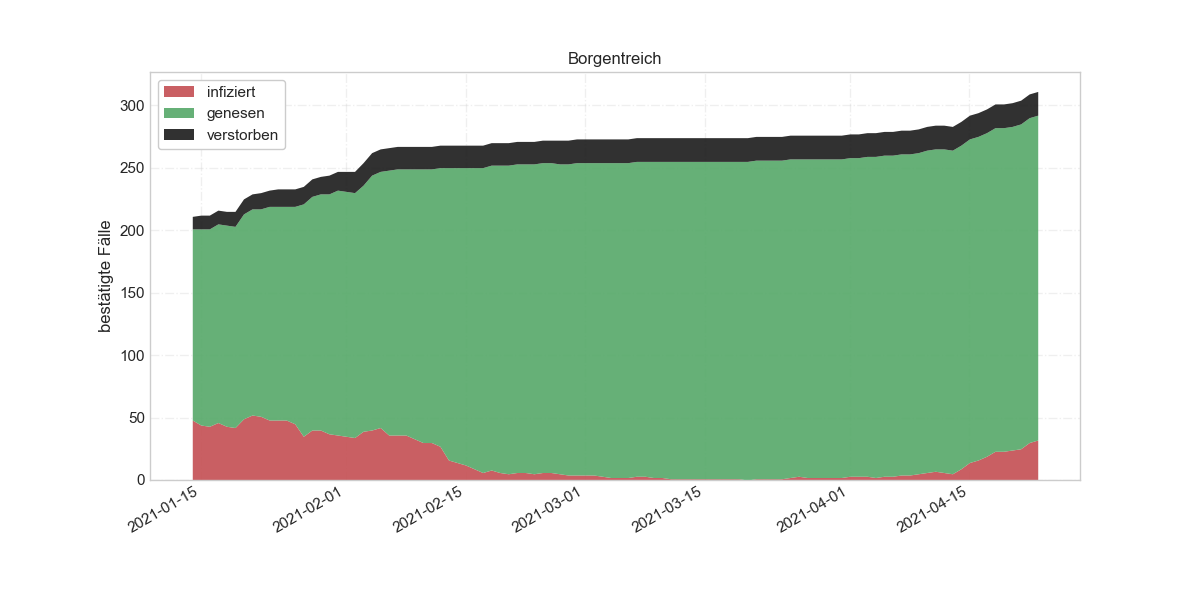 Borgentreich
infiziert
genesen
verstorben
bestätigte Fälle
300
250
200
150
100
50
0
2021-01-15
2021-02-01
2021-02-15
2021-03-01
2021-03-15
2021-04-01
2021-04-15